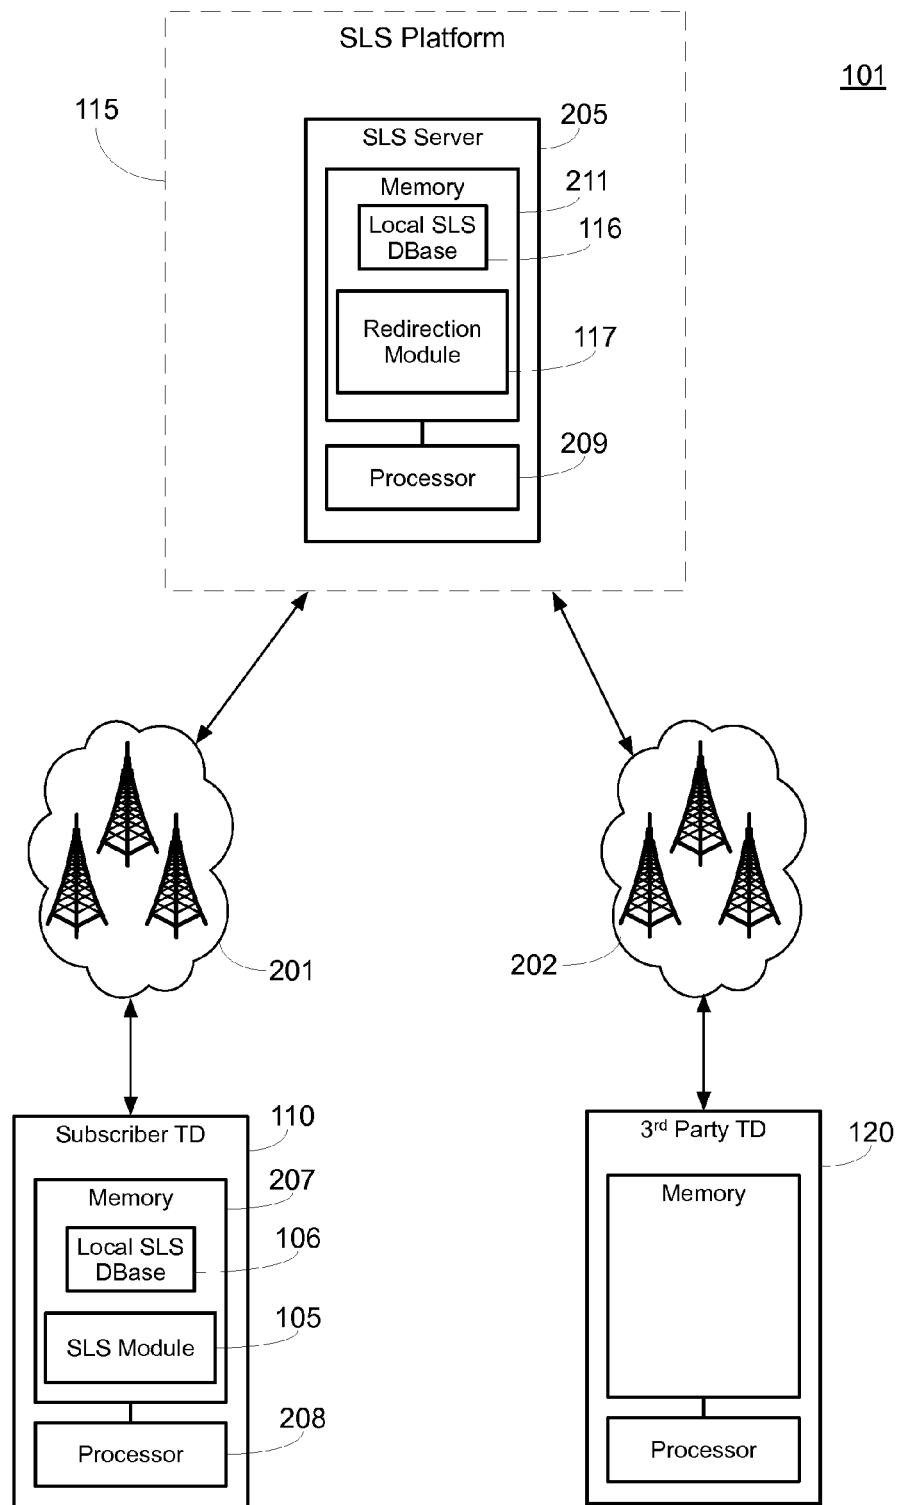 SLS Platform
101
115
205
SLS Server
Memory
211
Local SLS
DBase
116
Redirection
Module
117
209
Processor
201
202
Subscriber TD
110
Memory
207
Local SLS
DBase
106
105
SLS Module
208
Processor
3rd Party TD
120
Memory
Processor